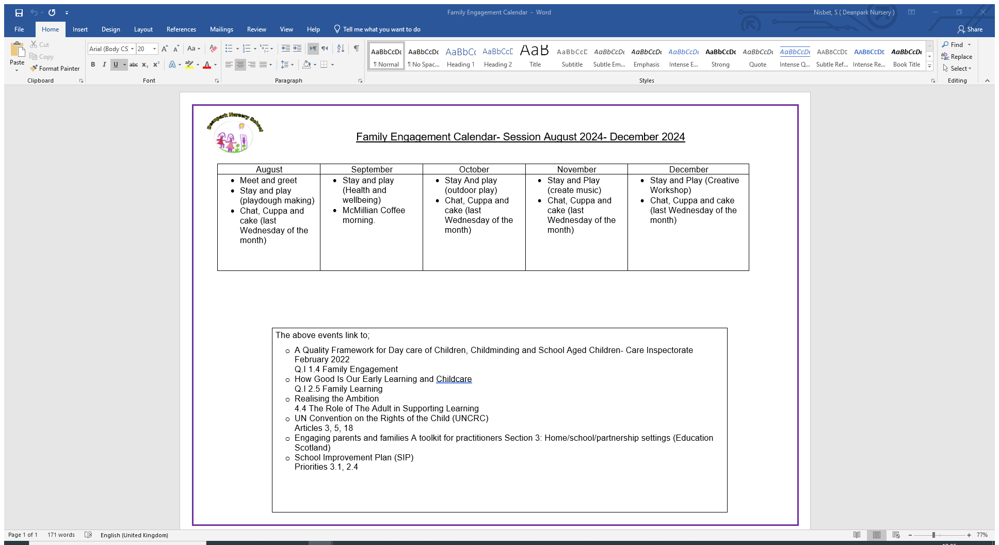 Family Engagement Calendar - Word
Nisbet, S ( Deanpark Nursery )
File Home Insert Design Layout References Mailings Review View Help Tell me what you want to do Share
Paste
Cut
Copy
Format Painter
Clipboard
Arial (Body CS 20
Aa
B I U abc x₂ x² A ab A
Font
Paragraph
AaBbCcDc AaBbCcDc AaBbCc AaBbCcC AaB AaBbCcD AaBbCcDc AaBbCcDc AaBbCcDc AaBbCcDc AaBbCcDc AaBbCcDc AABBCCDE AABBCCDE AaBbCcDc
¶ Normal ¶ No Spac... Heading 1 Heading 2 Title Subtitle Subtle Em... Emphasis Intense E... Strong Quote Intense Q... Subtle Ref... Intense Re... Book Title
Styles
Find
Replace
Select
Editing
Deanpark Nursery School
Family Engagement Calendar- Session August 2024- December 2024
August
• Meet and greet
• Stay and play
(playdough making)
• Chat, Cuppa and
cake (last
Wednesday of the
month)
September
• Stay and play
(Health and
wellbeing)
• McMillian Coffee
morning.
October
• Stay And play
(outdoor play)
• Chat, Cuppa and
cake (last
Wednesday of the
month)
November
• Stay and Play
(create music)
• Chat, Cuppa and
cake (last
Wednesday of the
month)
December
• Stay and Play (Creative
Workshop)
• Chat, Cuppa and cake
(last Wednesday of the
month)
The above events link to;
o A Quality Framework for Day care of Children, Childminding and School Aged Children- Care Inspectorate
February 2022
Q.I 1.4 Family Engagement
o How Good Is Our Early Learning and Childcare
Q.I 2.5 Family Learning
o Realising the Ambition
4.4 The Role of The Adult in Supporting Learning
o UN Convention on the Rights of the Child (UNCRC)
Articles 3, 5, 18
o Engaging parents and families A toolkit for practitioners Section 3: Home/school/partnership settings (Education
Scotland)
o School Improvement Plan (SIP)
Priorities 3.1, 2.4
Page 1 of 1 171 words English (United Kingdom) 77%